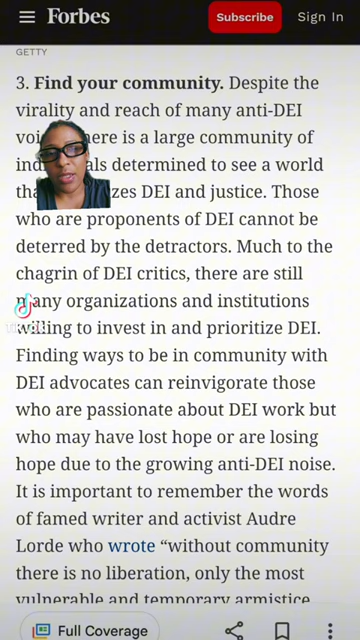 Forbes
Subscribe
Sign In
GETTY
3. Find your community. Despite the
virality and reach of many anti-DEI
there is a large community of
determined to see a world
DEI and justice. Those
who are proponents of DEI cannot be
deterred by the detractors. Much to the
chagrin of DEI critics, there are still
many organizations and institutions
willing to invest in and prioritize DEI.
Finding ways to be in community with
DEI advocates can reinvigorate those
who are passionate about DEI work but
who may have lost hope or are losing
hope due to the growing anti-DEI noise.
It is important to remember the words
of famed writer and activist Audre
Lorde who wrote “without community
there is no liberation, only the most
vulnerable and temporary armistice
Full Coverage